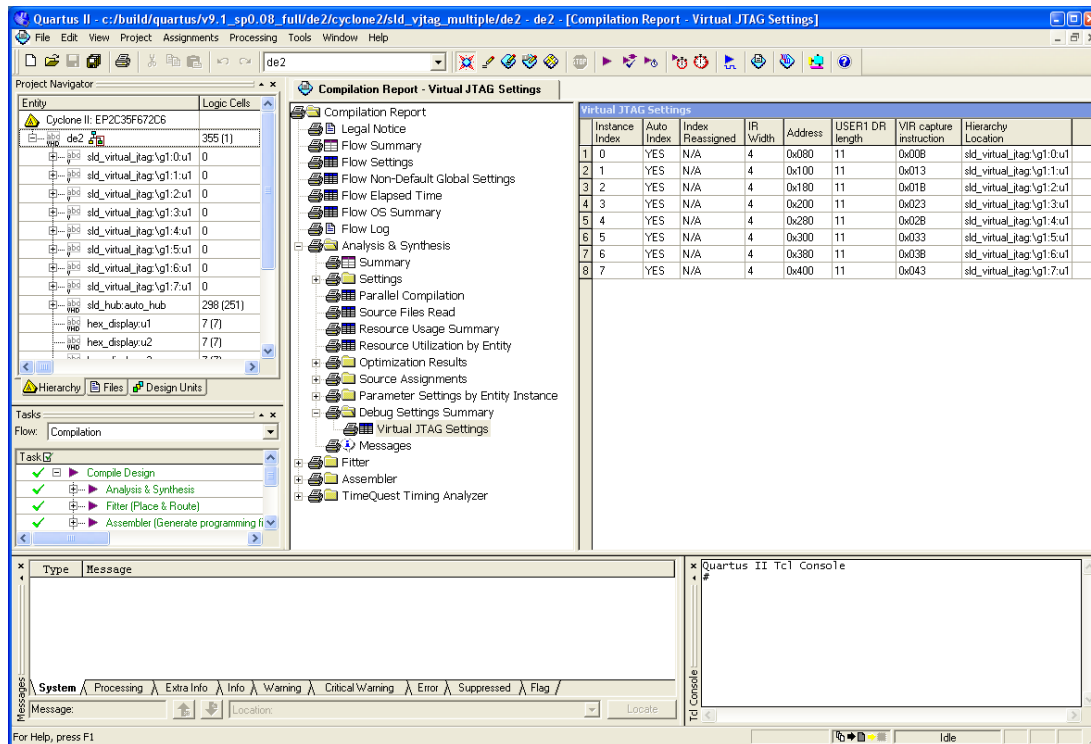 Quartus II - c:/build/quartus/v9.1_sp0.08_full/de2/cyclone2/sld_vjtag_multiple/de2 - de2 - [Compilation Report - Virtual JTAG Settings]
File Edit View Project Assignments Processing Tools Window Help
de2
Project Navigator
Entity Logic Cells
Cyclone II: EP2C35F672C6
de2 355 (1)
sld_virtual_jtag:\g1:0:u1 0
sld_virtual_jtag:\g1:1:u1 0
sld_virtual_jtag:\g1:2:u1 0
sld_virtual_jtag:\g1:3:u1 0
sld_virtual_jtag:\g1:4:u1 0
sld_virtual_jtag:\g1:5:u1 0
sld_virtual_jtag:\g1:6:u1 0
sld_virtual_jtag:\g1:7:u1 0
sld_hub:auto_hub 298 (251)
hex_display:u1 7 (7)
hex_display:u2 7 (7)
Hierarchy Files Design Units
Tasks
Flow: Compilation
Task
Compile Design
Analysis & Synthesis
Fitter (Place & Route)
Assembler (Generate programming fi
Compilation Report - Virtual JTAG Settings
Compilation Report
Legal Notice
Flow Summary
Flow Settings
Flow Non-Default Global Settings
Flow Elapsed Time
Flow OS Summary
Flow Log
Analysis & Synthesis
Summary
Settings
Parallel Compilation
Source Files Read
Resource Usage Summary
Resource Utilization by Entity
Optimization Results
Source Assignments
Parameter Settings by Entity Instance
Debug Settings Summary
Virtual JTAG Settings
Messages
Fitter
Assembler
TimeQuest Timing Analyzer
Virtual JTAG Settings
Instance Index Auto Index Index Reassigned IR Width Address USER1 DR length VIR capture instruction Hierarchy Location
1 0 YES N/A 4 0x080 11 0x00B sld_virtual_jtag:\g1:0:u1
2 1 YES N/A 4 0x100 11 0x013 sld_virtual_jtag:\g1:1:u1
3 2 YES N/A 4 0x180 11 0x01B sld_virtual_jtag:\g1:2:u1
4 3 YES N/A 4 0x200 11 0x023 sld_virtual_jtag:\g1:3:u1
5 4 YES N/A 4 0x280 11 0x02B sld_virtual_jtag:\g1:4:u1
6 5 YES N/A 4 0x300 11 0x033 sld_virtual_jtag:\g1:5:u1
7 6 YES N/A 4 0x380 11 0x03B sld_virtual_jtag:\g1:6:u1
8 7 YES N/A 4 0x400 11 0x043 sld_virtual_jtag:\g1:7:u1
Type Message
System Processing Extra Info Info Warning Critical Warning Error Suppressed Flag
Message: Location: Locate
Messages
Quartus II Tcl Console
#
Tcl Console
For Help, press F1
Idle